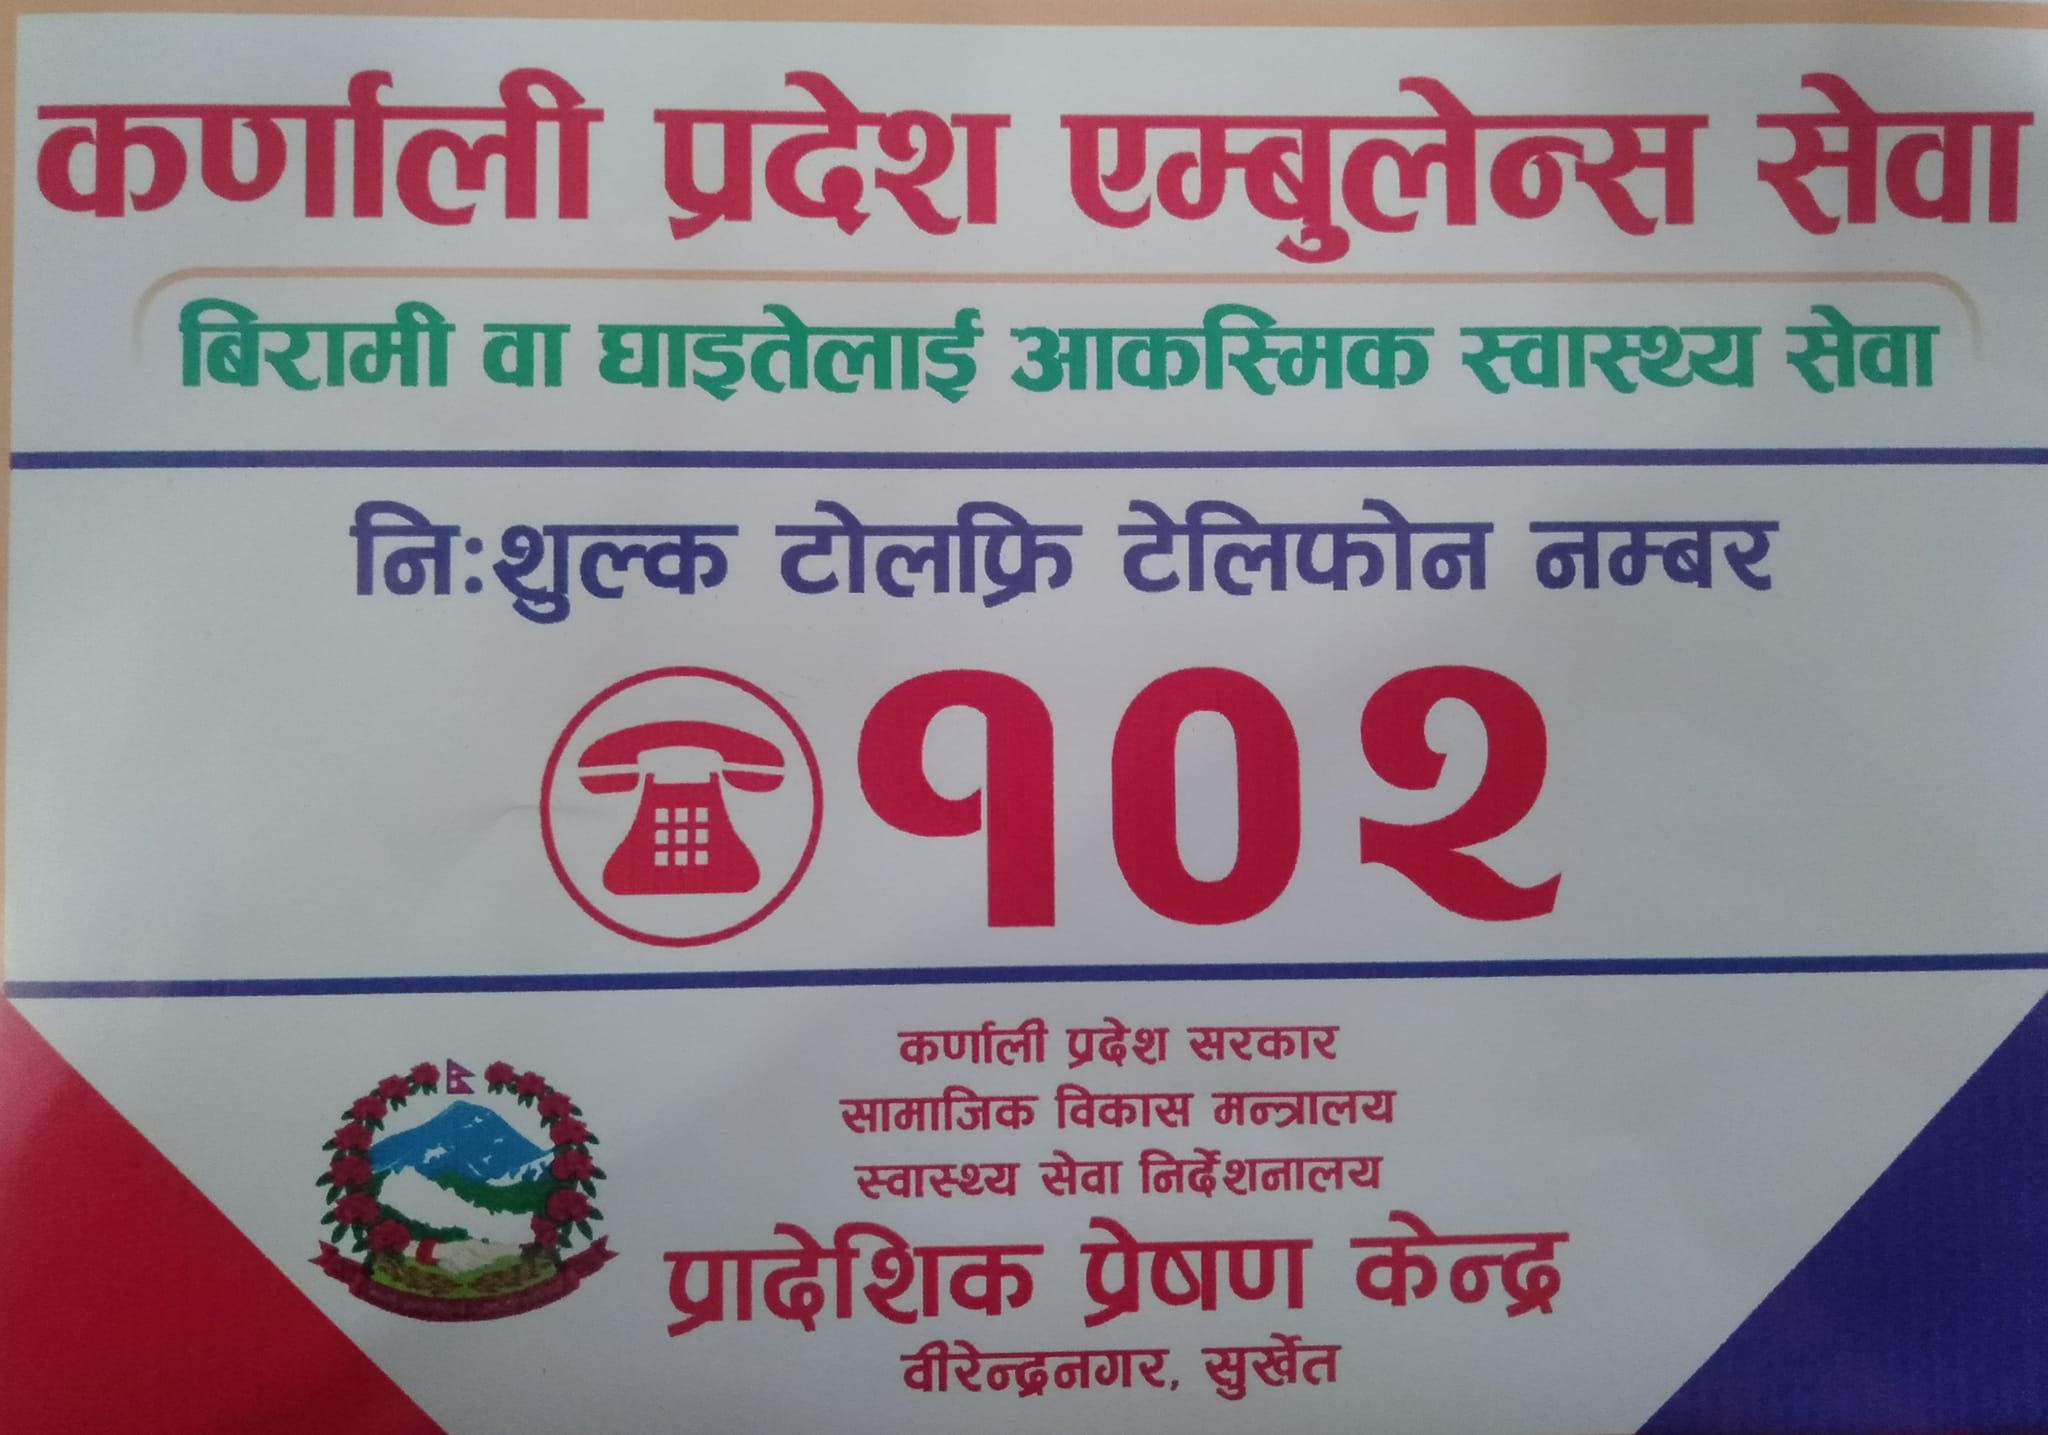 कर्णाली प्रदेश एम्बुलेन्स सेवा
बिरामी वा घाइतेलाई आकस्मिक स्वास्थ्य सेवा
निःशुल्क टोलफ्रि टेलिफोन नम्बर
१०२
कर्णाली प्रदेश सरकार
सामाजिक विकास मन्त्रालय
स्वास्थ्य सेवा निर्देशनालय
प्रादेशिक प्रेषण केन्द्र
वीरेन्द्रनगर, सुर्खेत